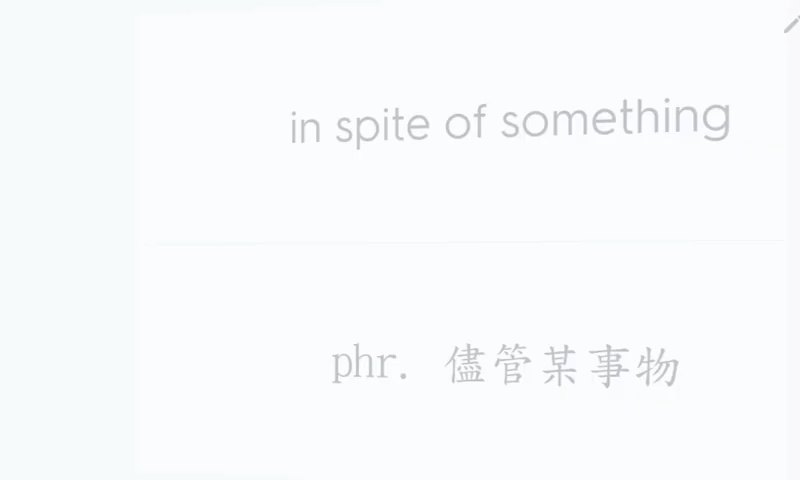 in spite of something
phr. 儘管某事物